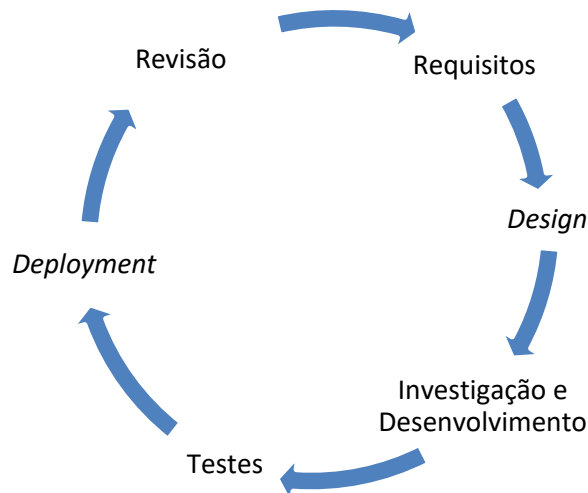 Revisão
Requisitos
Design
Investigação e
Desenvolvimento
Testes
Deployment